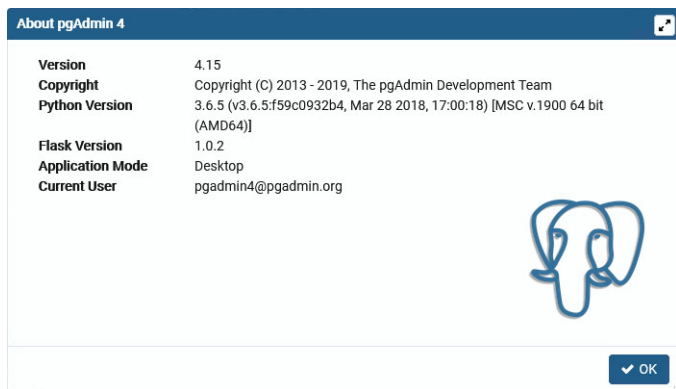 About pgAdmin 4
Version 4.15
Copyright Copyright (C) 2013 - 2019, The pgAdmin Development Team
Python Version 3.6.5 (v3.6.5:f59c0932b4, Mar 28 2018, 17:00:18) [MSC v.1900 64 bit
(AMD64)]
Flask Version 1.0.2
Application Mode Desktop
Current User pgadmin4@pgadmin.org
OK